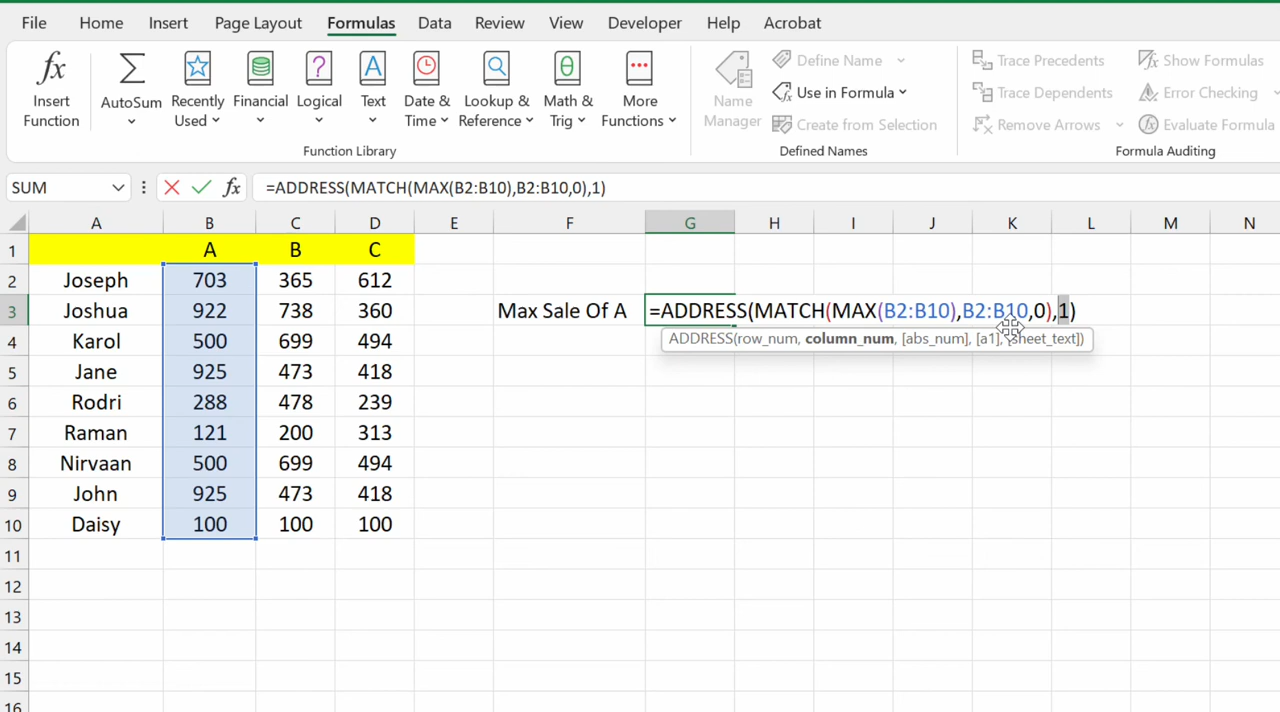 File Home Insert Page Layout Formulas Data Review View Developer Help Acrobat
fx Insert Function
AutoSum
Recently Used
Financial
Logical
Text
Date & Time
Lookup & Reference
Math & Trig
More Functions
Function Library
Name Manager
Define Name
Use in Formula
Create from Selection
Defined Names
Trace Precedents
Trace Dependents
Remove Arrows
Show Formulas
Error Checking
Evaluate Formula
Formula Auditing
SUM fx =ADDRESS(MATCH(MAX(B2:B10),B2:B10,0),1)
A B C D E F G H I J K L M N
1 A B C
2 Joseph 703 365 612
3 Joshua 922 738 360 Max Sale Of A =ADDRESS(MATCH(MAX(B2:B10),B2:B10,0),1)
ADDRESS(row_num, column_num, [abs_num], [a1], [sheet_text])
4 Karol 500 699 494
5 Jane 925 473 418
6 Rodri 288 478 239
7 Raman 121 200 313
8 Nirvaan 500 699 494
9 John 925 473 418
10 Daisy 100 100 100
11
12
13
14
15
16